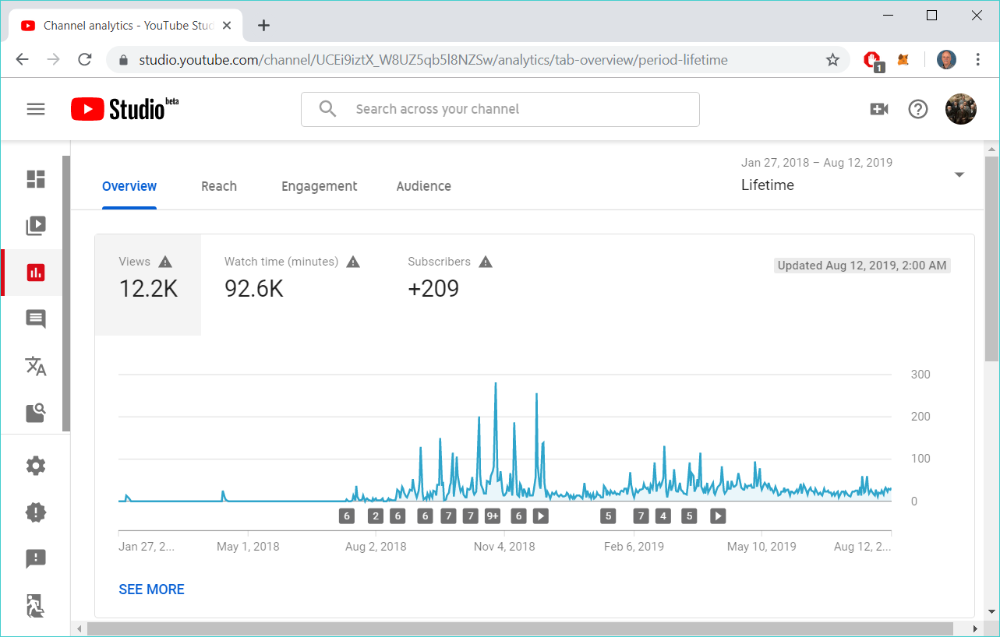 Channel analytics - YouTube Stud
studio.youtube.com/channel/UCEi9iztX_W8UZ5qb5l8NZSw/analytics/tab-overview/period-lifetime
1
Studio beta
Search across your channel
Overview Reach Engagement Audience
Jan 27, 2018 – Aug 12, 2019
Lifetime
Views Watch time (minutes) Subscribers
Updated Aug 12, 2019, 2:00 AM
12.2K 92.6K +209
300
200
100
0
6 2 6 6 7 7 9+ 6 5 7 4 5
Jan 27, 2... May 1, 2018 Aug 2, 2018 Nov 4, 2018 Feb 6, 2019 May 10, 2019 Aug 12, 2...
SEE MORE